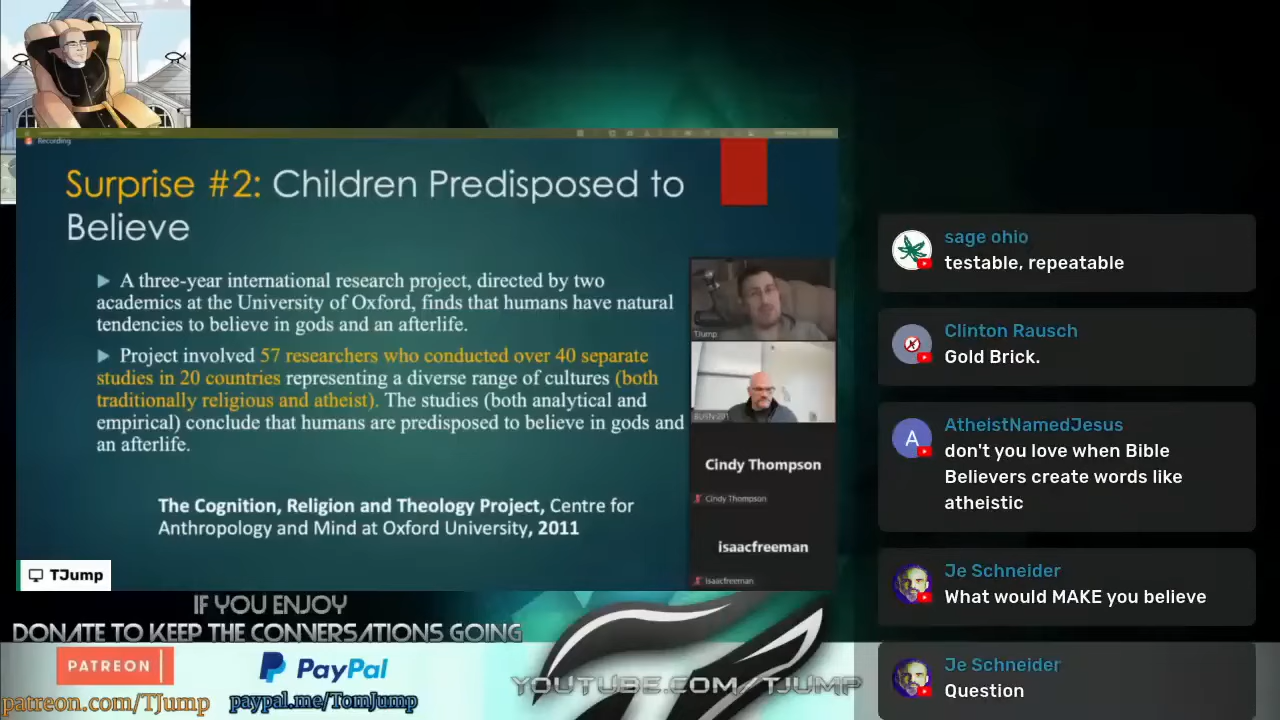 Recording
Surprise #2: Children Predisposed to
Believe
A three-year international research project, directed by two
academics at the University of Oxford, finds that humans have natural
tendencies to believe in gods and an afterlife.
Project involved 57 researchers who conducted over 40 separate
studies in 20 countries representing a diverse range of cultures (both
traditionally religious and atheist). The studies (both analytical and
empirical) conclude that humans are predisposed to believe in gods and
an afterlife.
The Cognition, Religion and Theology Project, Centre for
Anthropology and Mind at Oxford University, 2011
TJump
Cindy Thompson
Cindy Thompson
isaacfreeman
isaacfreeman
TJump
sage ohio
testable, repeatable
Clinton Rausch
Gold Brick.
AtheistNamedJesus
don't you love when Bible
Believers create words like
atheistic
Je Schneider
What would MAKE you believe
Je Schneider
Question
IF YOU ENJOY
DONATE TO KEEP THE CONVERSATIONS GOING
PATREON
PayPal
patreon.com/TJump
paypal.me/TomJump
YOUTUBE.COM/TJUMP